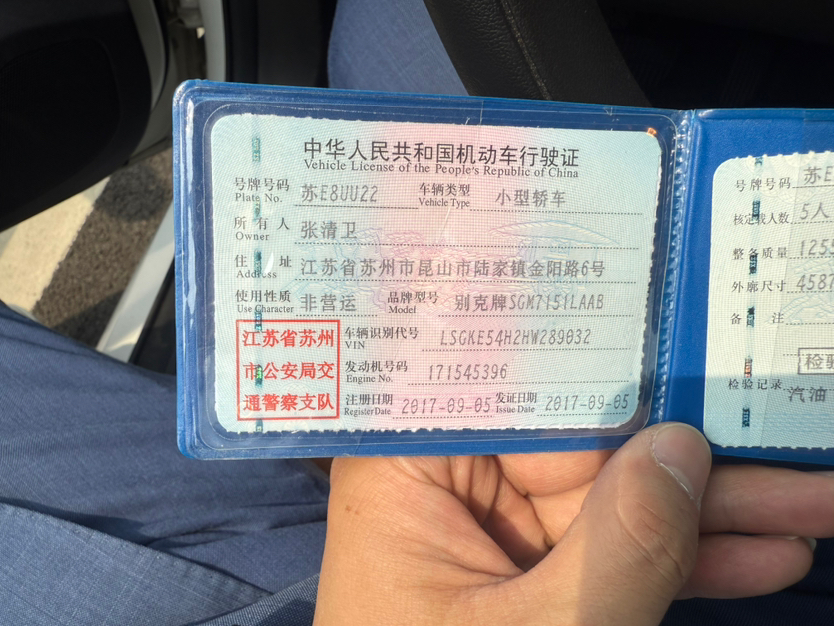 中华人民共和国机动车行驶证
Vehicle License of the People's Republic of China
号牌号码 苏E8UU22 车辆类型 小型轿车
Plate No. Vehicle Type
所有人 张清卫
Owner
住址 江苏省苏州市昆山市陆家镇金阳路6号
Address
使用性质 非营运 品牌型号 别克牌SGM7151LAAB
Use Character Model
江苏省苏州
市公安局交
通警察支队
车辆识别代号 LSGKE54H2HW289032
VIN
发动机号码 171545396
Engine No.
注册日期 2017-09-05 发证日期 2017-09-05
Register Date Issue Date
号牌号码 苏E
核定载人数 5人
整备质量 125
外廓尺寸 458
备注
检验
检验记录
汽油